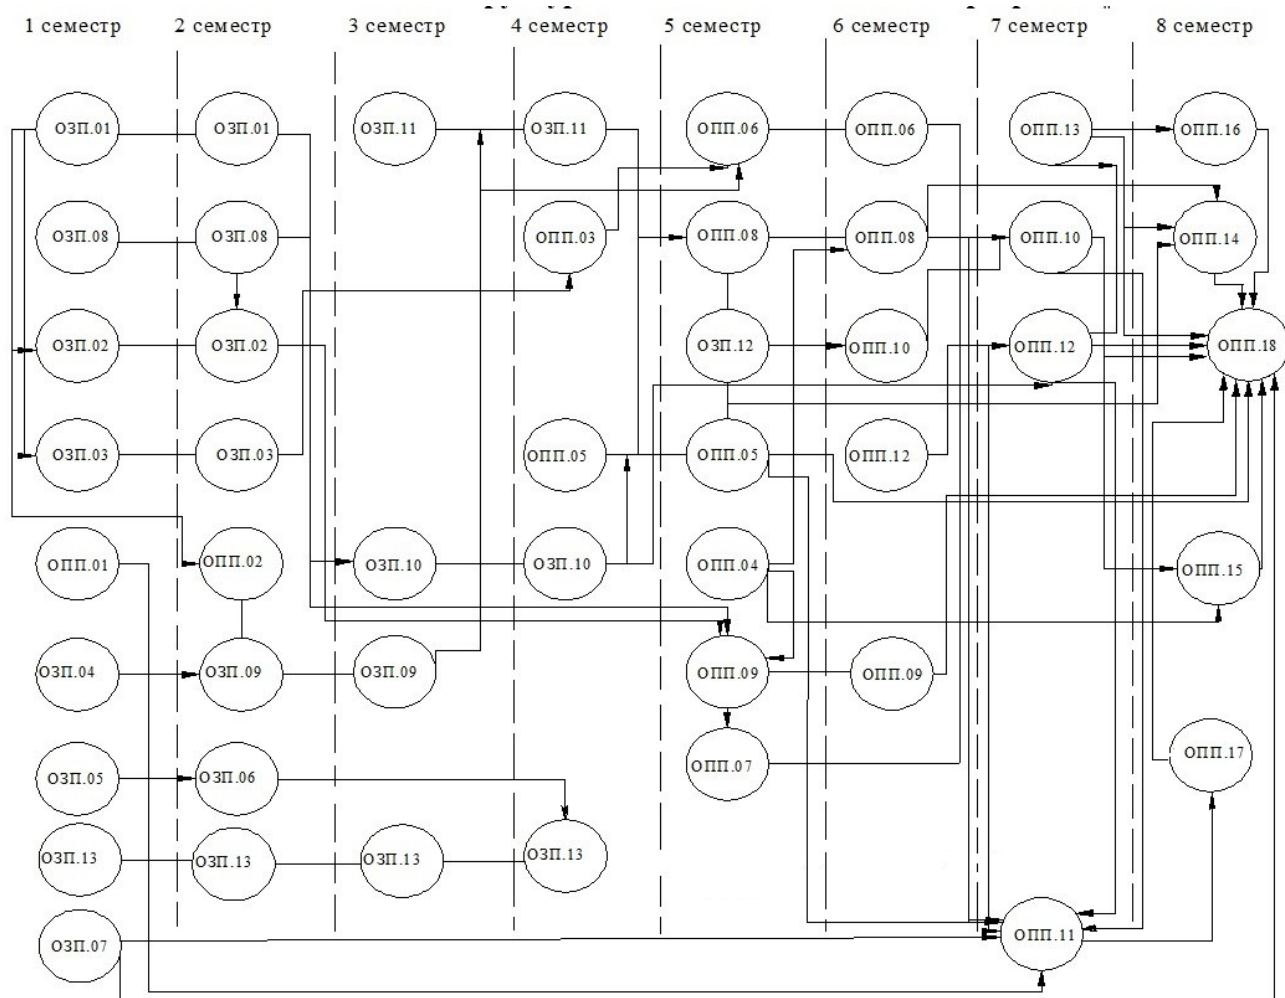 1 семестр 2 семестр 3 семестр 4 семестр 5 семестр 6 семестр 7 семестр 8 семестр
ОЗП.01 ОЗП.01 ОЗП.11 ОЗП.11 ОПП.06 ОПП.06 ОПП.13 ОПП.16
ОЗП.08 ОЗП.08 ОПП.03 ОПП.08 ОПП.08 ОПП.10 ОПП.14
ОЗП.02 ОЗП.02 ОЗП.12 ОПП.10 ОПП.12 ОПП.18
ОЗП.03 ОЗП.03 ОПП.05 ОПП.05 ОПП.12
ОПП.01 ОПП.02 ОЗП.10 ОЗП.10 ОПП.04 ОПП.15
ОЗП.04 ОЗП.09 ОЗП.09 ОПП.09 ОПП.09
ОЗП.05 ОЗП.06 ОПП.07 ОПП.17
ОЗП.13 ОЗП.13 ОЗП.13 ОЗП.13
ОЗП.07 ОПП.11